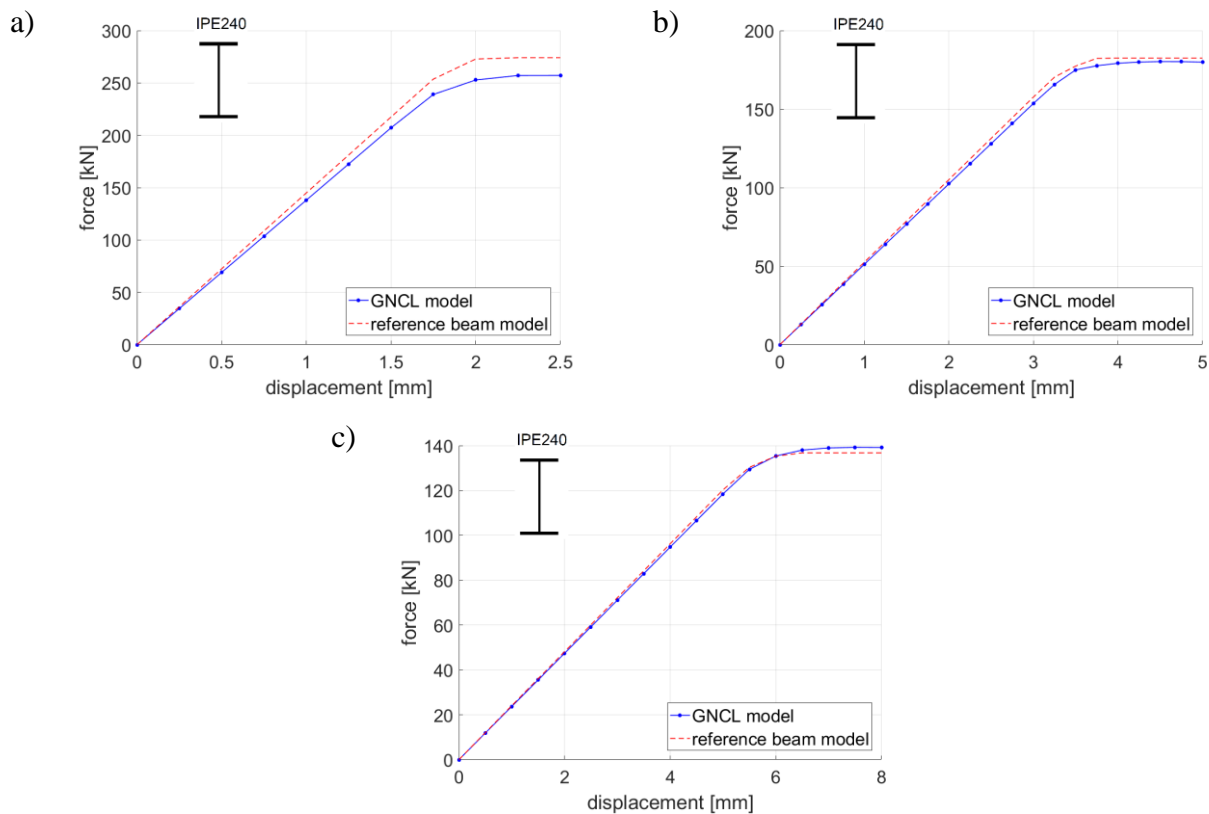 a)
IPE240
force [kN]
300
250
200
150
100
50
0
0 0.5 1 1.5 2 2.5
displacement [mm]
GNCL model
reference beam model
b)
IPE240
force [kN]
200
150
100
50
0
0 1 2 3 4 5
displacement [mm]
GNCL model
reference beam model
c)
IPE240
force [kN]
140
120
100
80
60
40
20
0
0 2 4 6 8
displacement [mm]
GNCL model
reference beam model